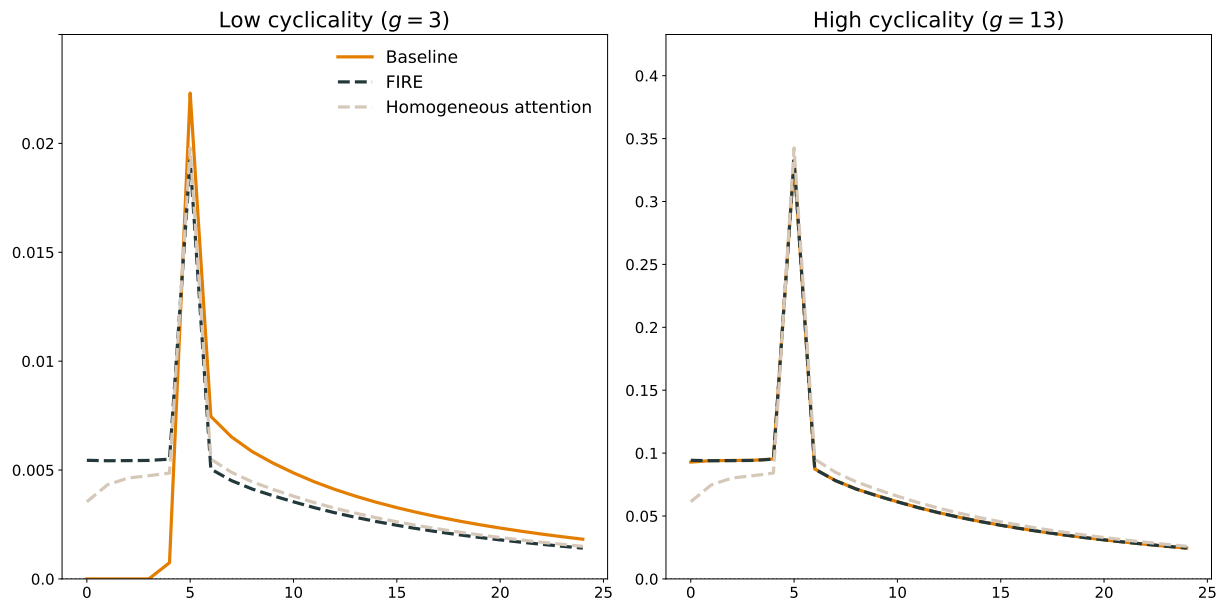 Low cyclicality (g = 3)
Baseline
FIRE
Homogeneous attention
0.02
0.015
0.01
0.005
0.0
0 5 10 15 20 25
High cyclicality (g = 13)
0.4
0.35
0.3
0.25
0.2
0.15
0.1
0.05
0.0
0 5 10 15 20 25